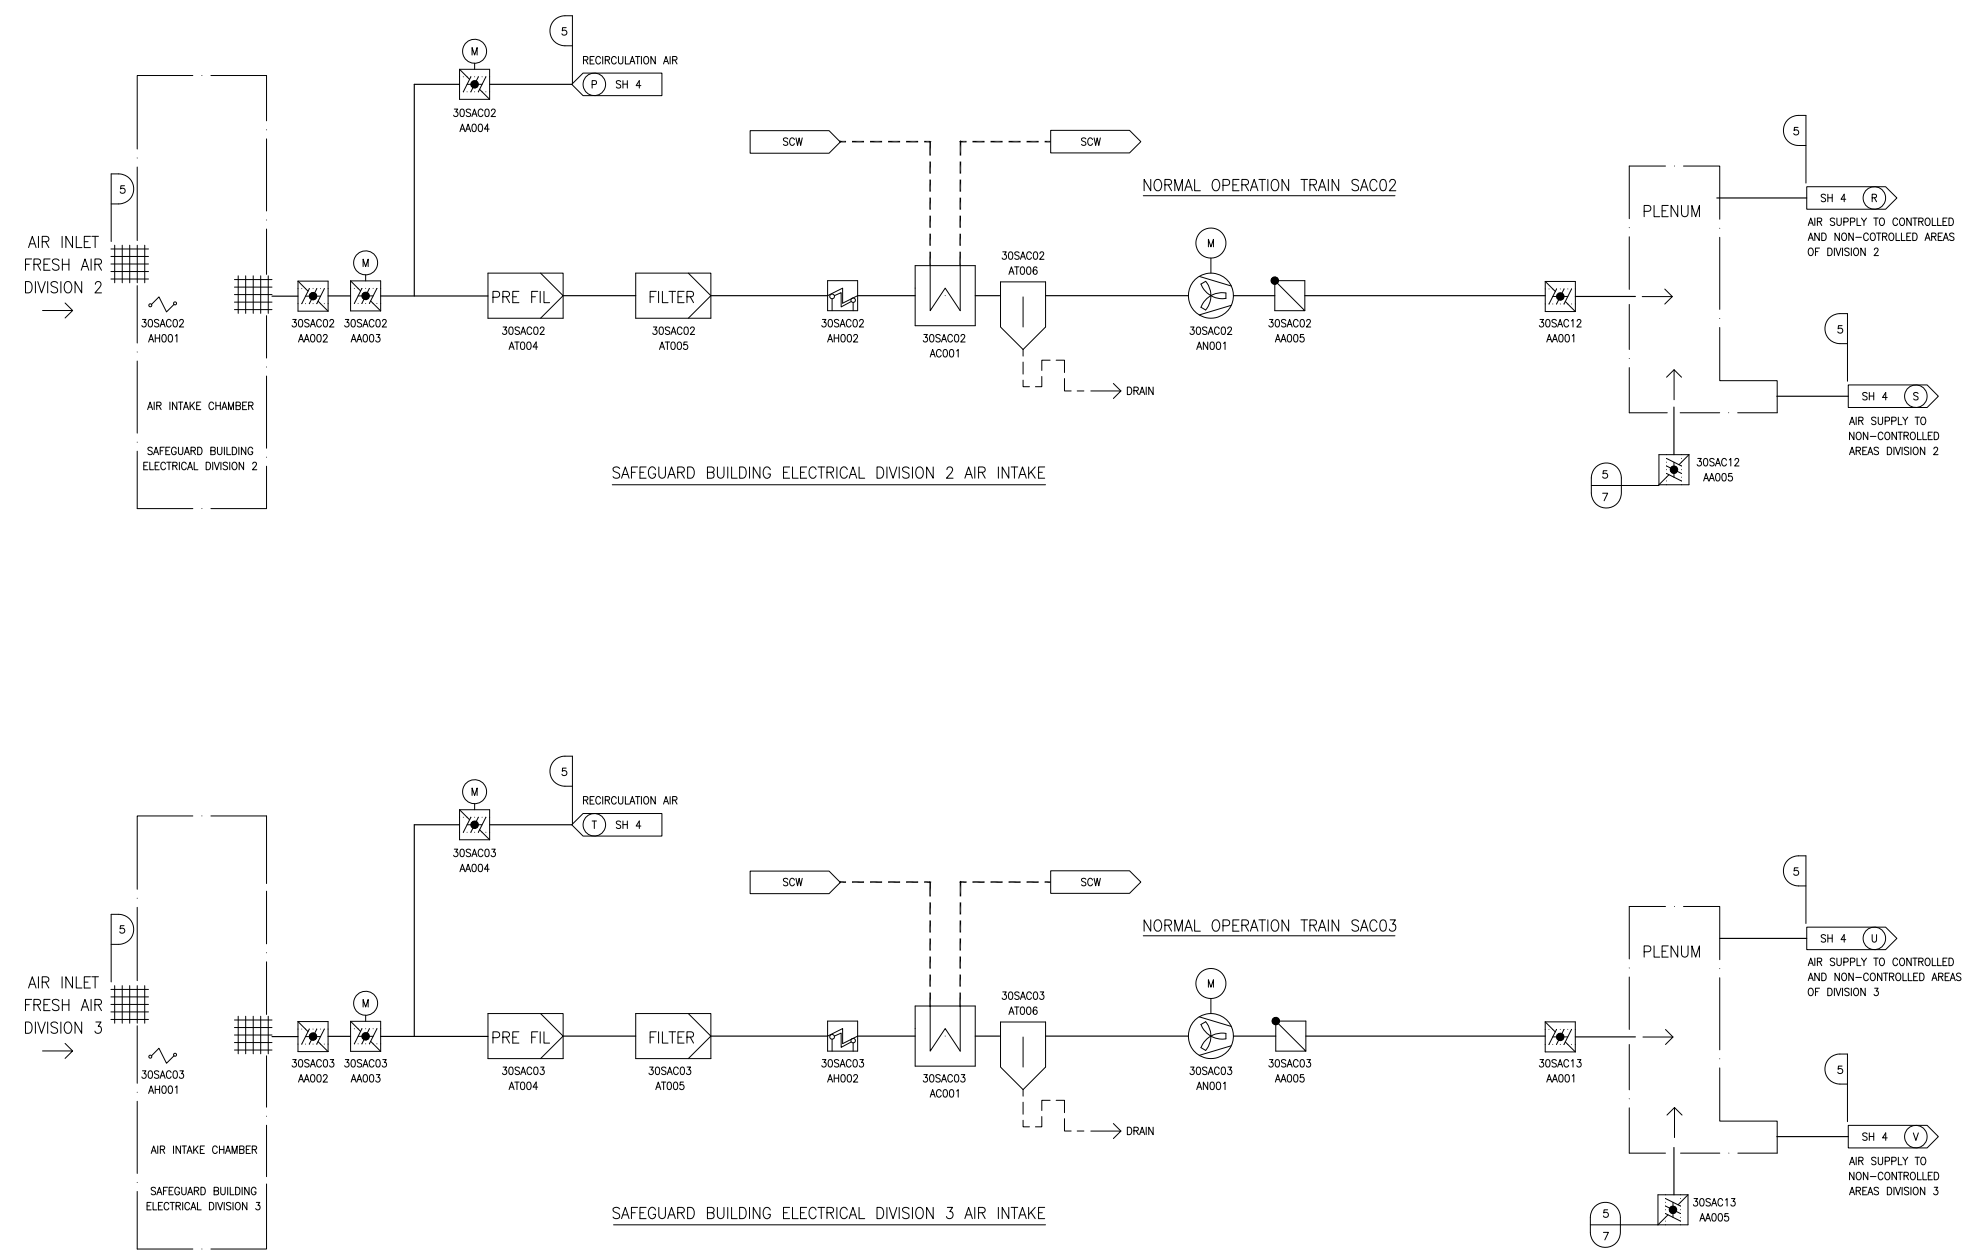 5
M
RECIRCULATION AIR
P SH 4
30SAC02
AA004
SCW
SCW
5
NORMAL OPERATION TRAIN SAC02
5
PLENUM
SH 4 R
AIR SUPPLY TO CONTROLLED
AND NON-COTROLLED AREAS
OF DIVISION 2
AIR INLET
FRESH AIR
DIVISION 2
30SAC02
AH001
30SAC02
AA002
M
30SAC02
AA003
PRE FIL
30SAC02
AT004
FILTER
30SAC02
AT005
30SAC02
AH002
30SAC02
AC001
30SAC02
AT006
DRAIN
M
30SAC02
AN001
30SAC02
AA005
30SAC12
AA001
5
SH 4 S
AIR SUPPLY TO
NON-CONTROLLED
AREAS DIVISION 2
AIR INTAKE CHAMBER
SAFEGUARD BUILDING
ELECTRICAL DIVISION 2
SAFEGUARD BUILDING ELECTRICAL DIVISION 2 AIR INTAKE
5
7
30SAC12
AA005
5
M
RECIRCULATION AIR
T SH 4
30SAC03
AA004
SCW
SCW
5
NORMAL OPERATION TRAIN SAC03
5
PLENUM
SH 4 U
AIR SUPPLY TO CONTROLLED
AND NON-CONTROLLED AREAS
OF DIVISION 3
AIR INLET
FRESH AIR
DIVISION 3
30SAC03
AH001
30SAC03
AA002
M
30SAC03
AA003
PRE FIL
30SAC03
AT004
FILTER
30SAC03
AT005
30SAC03
AH002
30SAC03
AC001
30SAC03
AT006
DRAIN
M
30SAC03
AN001
30SAC03
AA005
30SAC13
AA001
5
SH 4 V
AIR SUPPLY TO
NON-CONTROLLED
AREAS DIVISION 3
AIR INTAKE CHAMBER
SAFEGUARD BUILDING
ELECTRICAL DIVISION 3
SAFEGUARD BUILDING ELECTRICAL DIVISION 3 AIR INTAKE
5
7
30SAC13
AA005